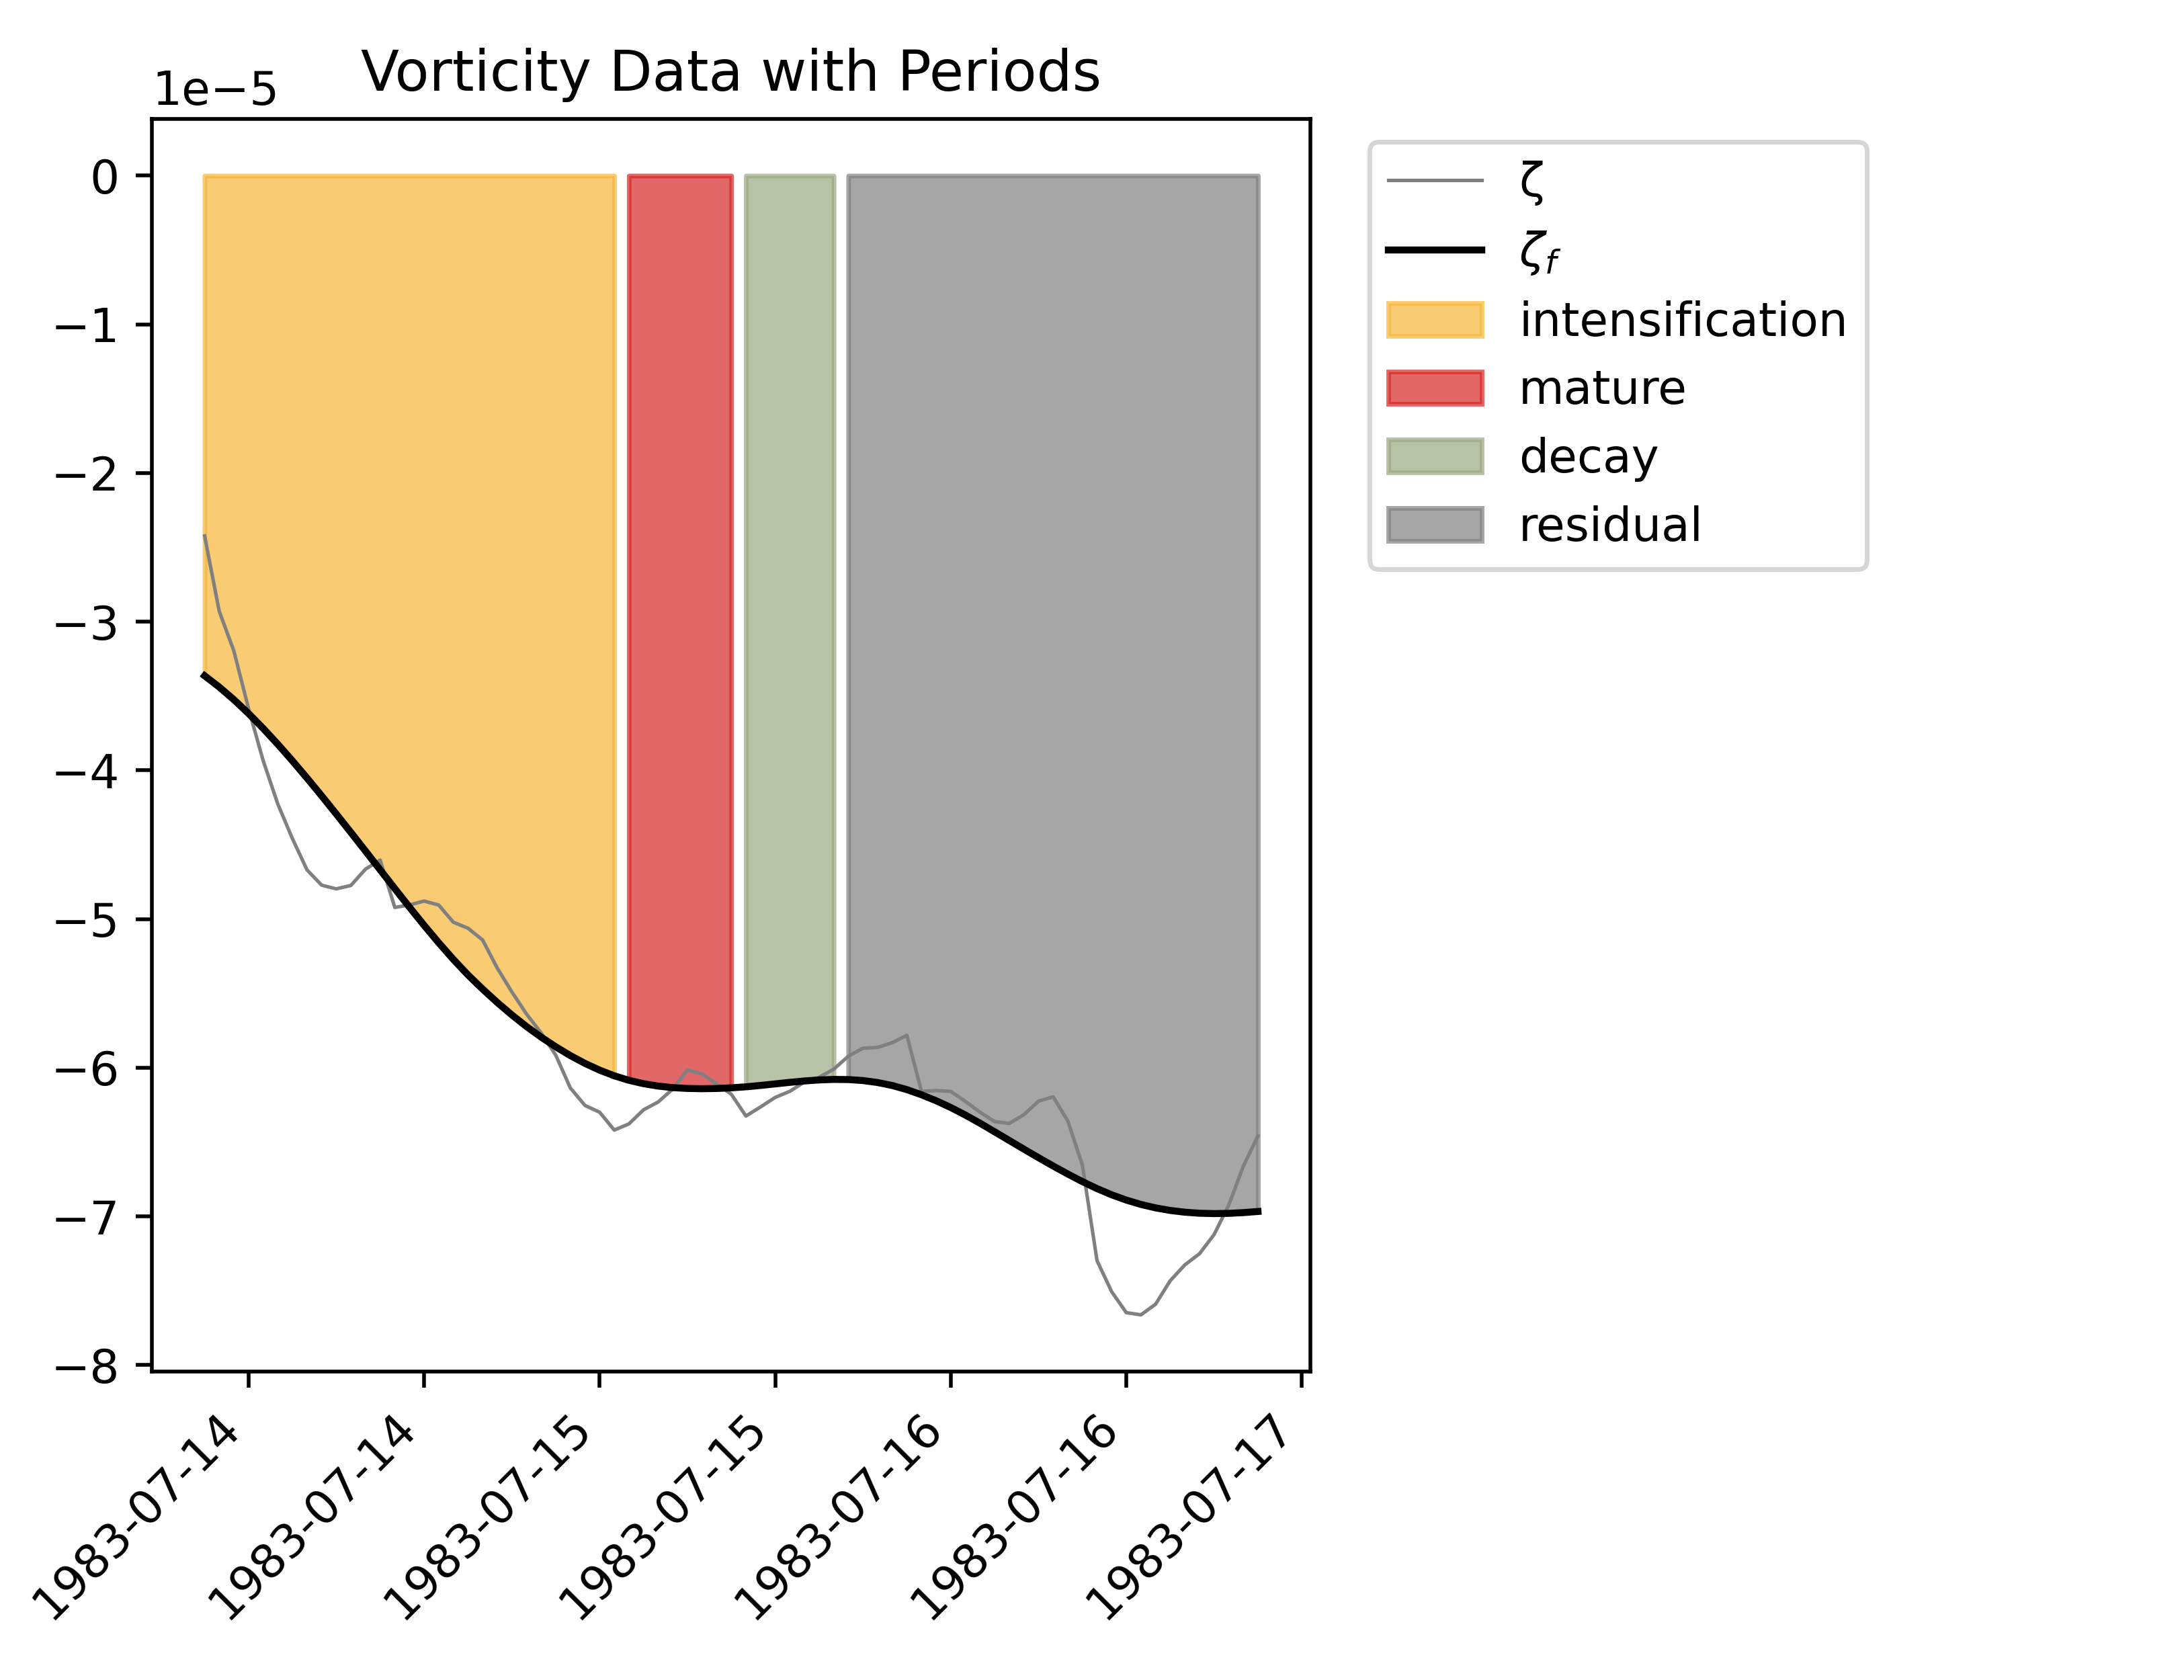 Vorticity Data with Periods
1e−5
0
−1
−2
−3
−4
−5
−6
−7
−8
1983-07-14
1983-07-14
1983-07-15
1983-07-15
1983-07-16
1983-07-16
1983-07-17
ζ
ζf
intensification
mature
decay
residual